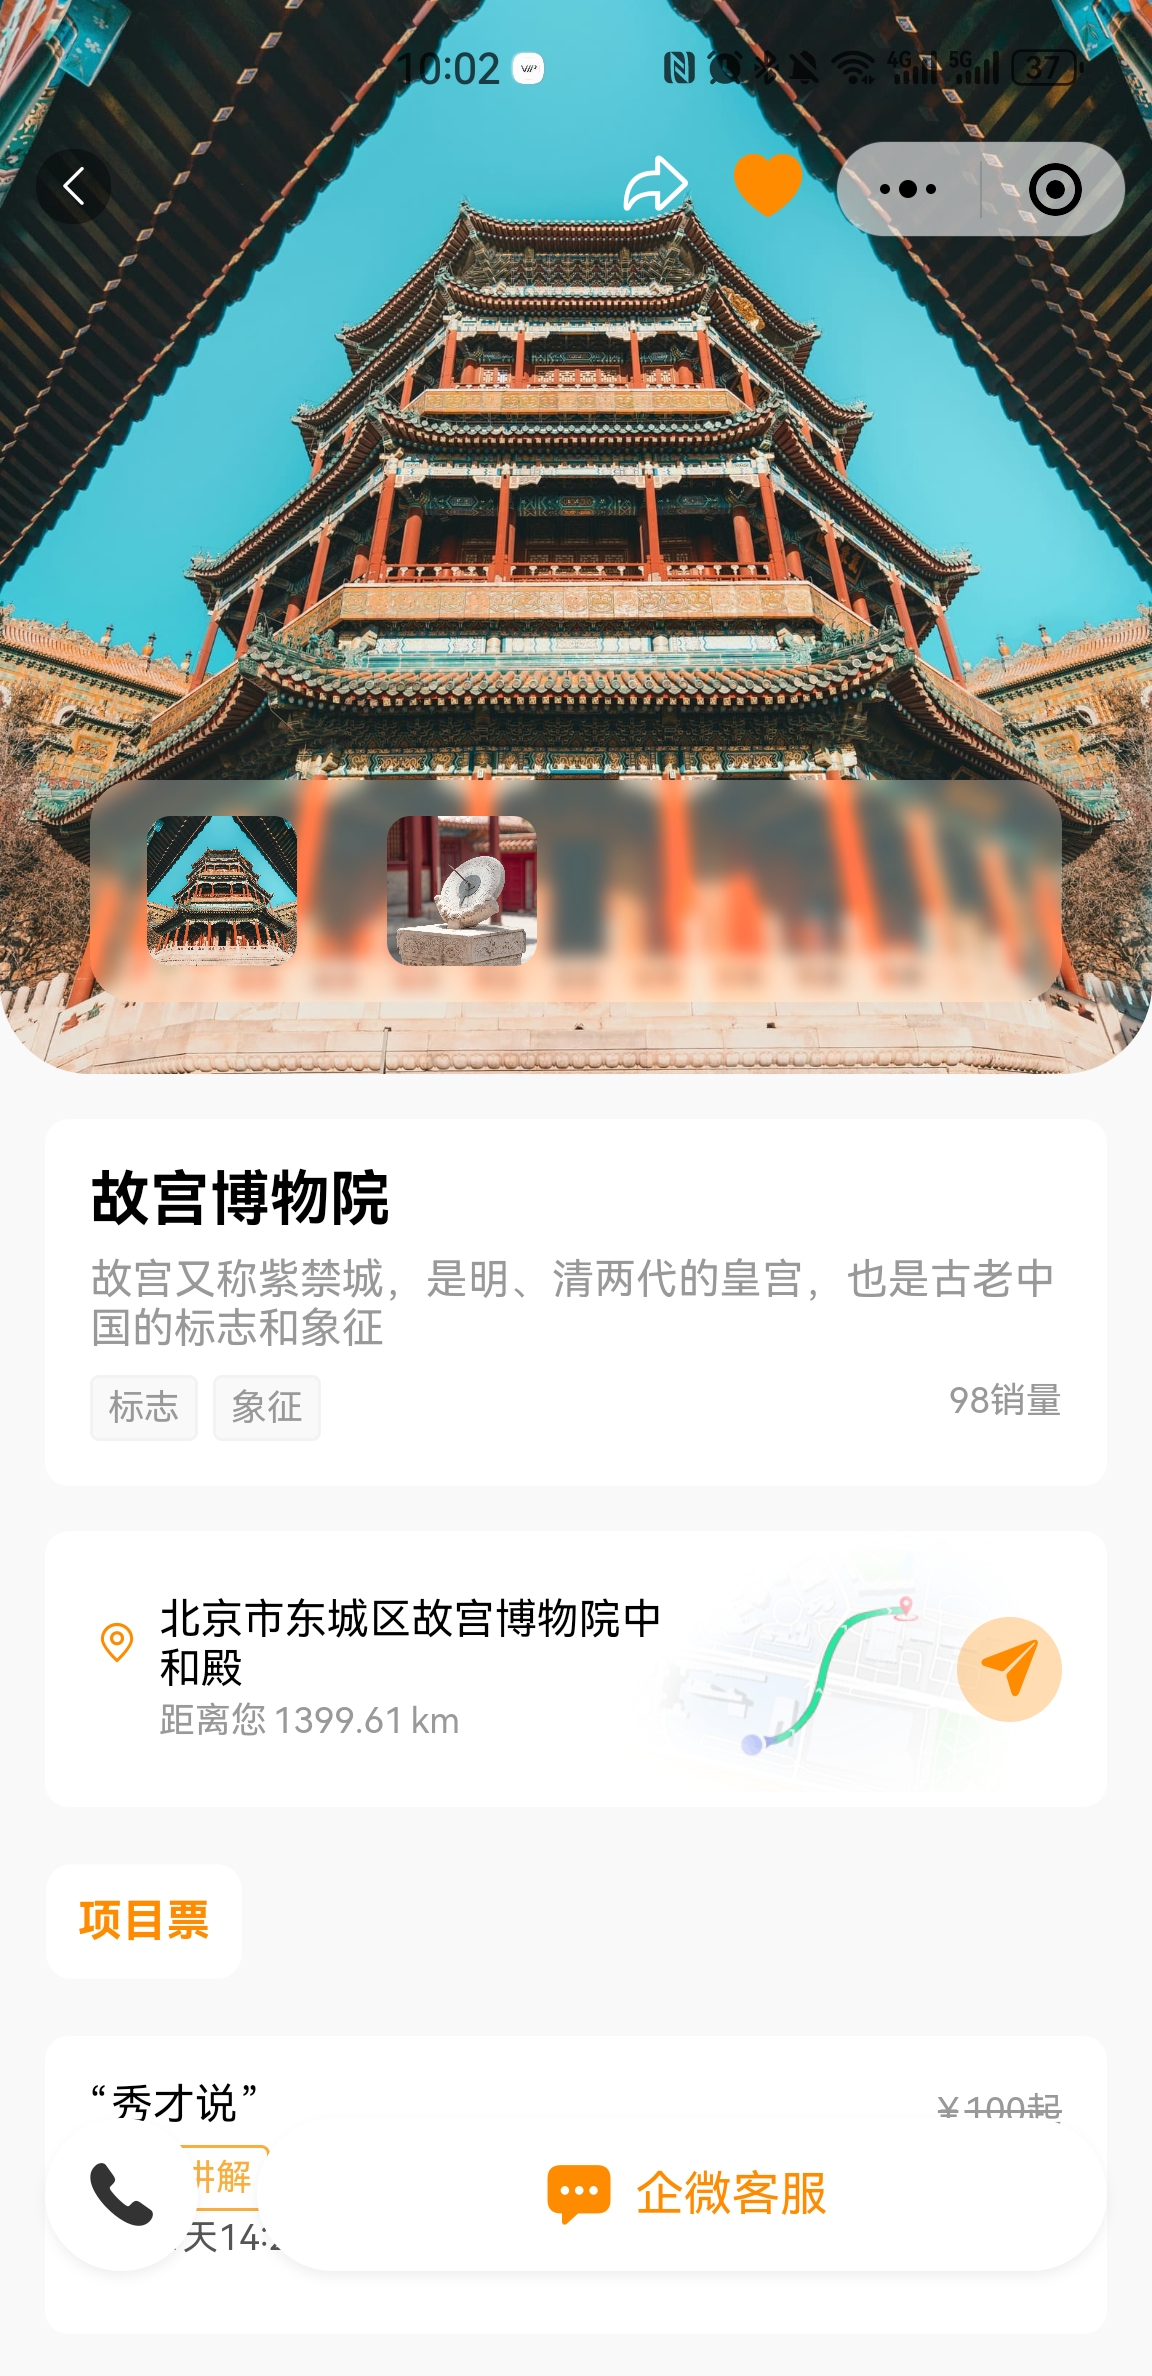 10:02
VIP
4G 5G 37
故宫博物院
故宫又称紫禁城，是明、清两代的皇宫，也是古老中
国的标志和象征
标志 象征
98销量
北京市东城区故宫博物院中
和殿
距离您 1399.61 km
项目票
“秀才说”
¥100起
讲解
天14:
企微客服